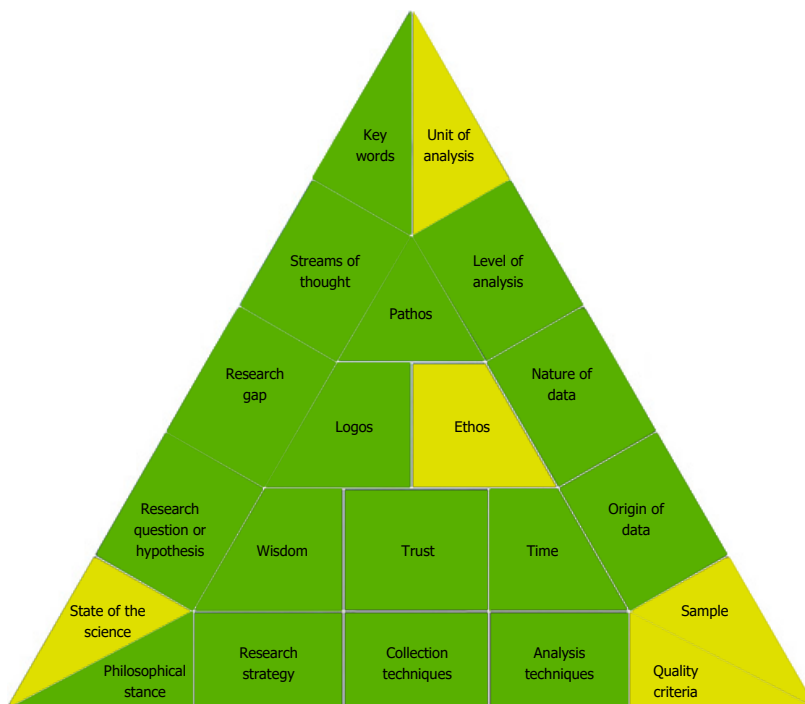 Key
words
Unit of
analysis
Streams of
thought
Level of
analysis
Pathos
Research
gap
Nature of
data
Logos
Ethos
Research
question or
hypothesis
Origin of
data
Wisdom
Trust
Time
State of the
science
Sample
Philosophical
stance
Research
strategy
Collection
techniques
Analysis
techniques
Quality
criteria